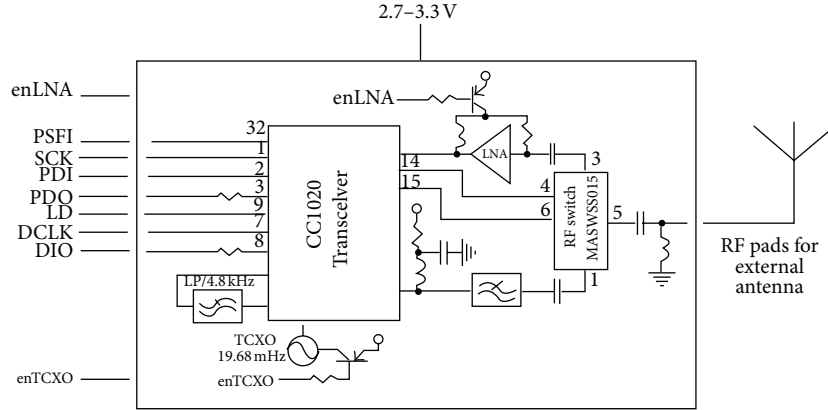 2.7–3.3 V
enLNA
enLNA
PSFI
32
SCK
1
PDI
2
PDO
3
LD
9
DCLK
7
DIO
8
CC1020
Transcelver
14
15
LNA
3
4
6
RF switch
MASWSS015
5
1
RF pads for
external
antenna
LP/4.8 kHz
TCXO
19.68 mHz
enTCXO
enTCXO